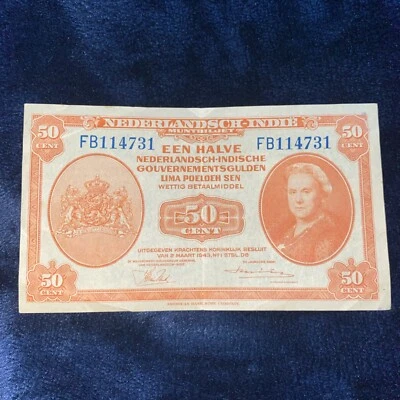 NEDERLANDSCH-INDIE
MUNTBILJET
50 CENT
50 CENT
FB114731
FB114731
EEN HALVE
NEDERLANDSCH-INDISCHE
GOUVERNEMENTSGULDEN
LIMA POELOEH SEN
WETTIG BETAALMIDDEL
50
CENT
UITGEGEVEN KRACHTENS KONINKLIJK BESLUIT
VAN 2 MAART 1943, No 1 STBL. D8
50 CENT
50 CENT